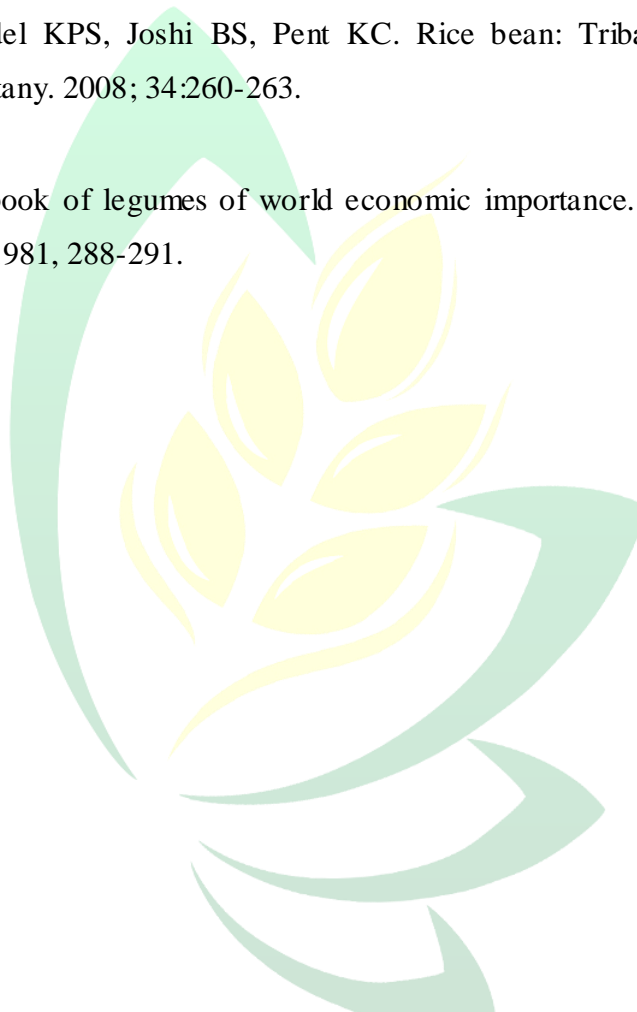 del KPS, Joshi BS, Pent KC. Rice bean: Triba
tany. 2008; 34:260-263.
book of legumes of world economic importance.
981, 288-291.